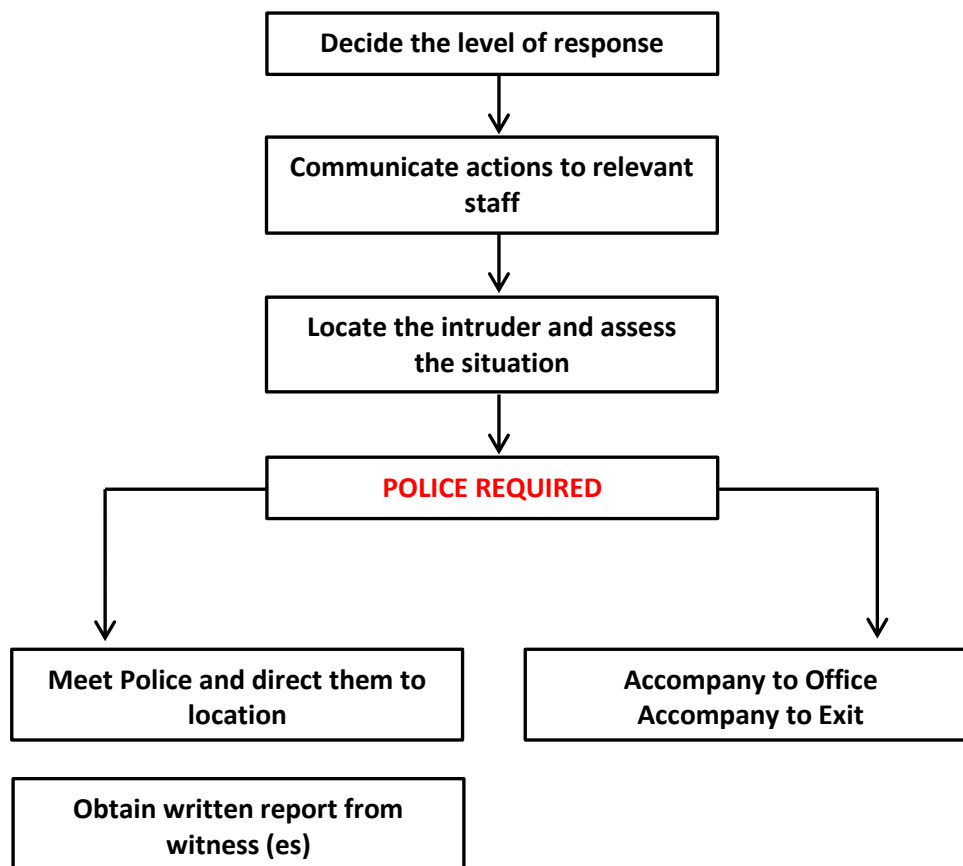 Decide the level of response
Communicate actions to relevant
staff
Locate the intruder and assess
the situation
POLICE REQUIRED
Meet Police and direct them to
location
Accompany to Office
Accompany to Exit
Obtain written report from
witness (es)